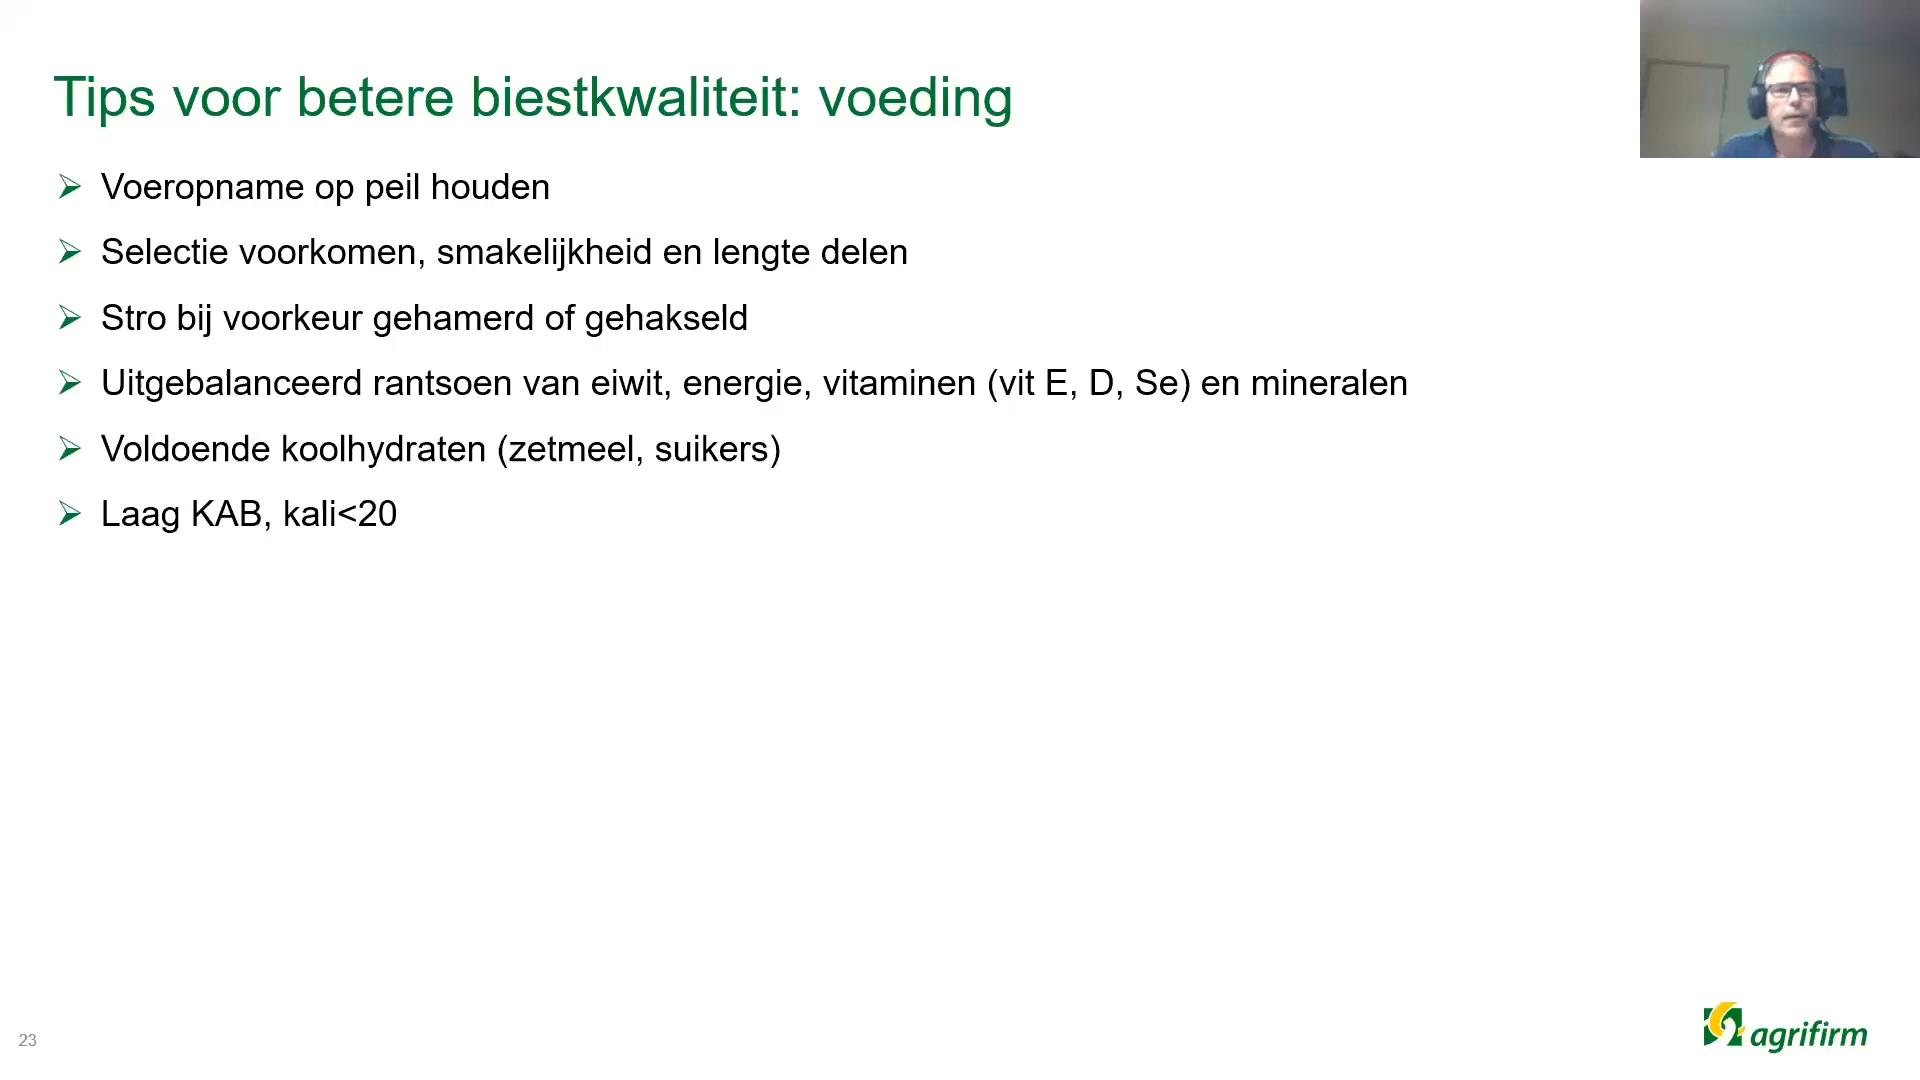 Tips voor betere biestkwaliteit: voeding
Voeropname op peil houden
Selectie voorkomen, smakelijkheid en lengte delen
Stro bij voorkeur gehamerd of gehakseld
Uitgebalanceerd rantsoen van eiwit, energie, vitaminen (vit E, D, Se) en mineralen
Voldoende koolhydraten (zetmeel, suikers)
Laag KAB, kali<20
23
agrifirm